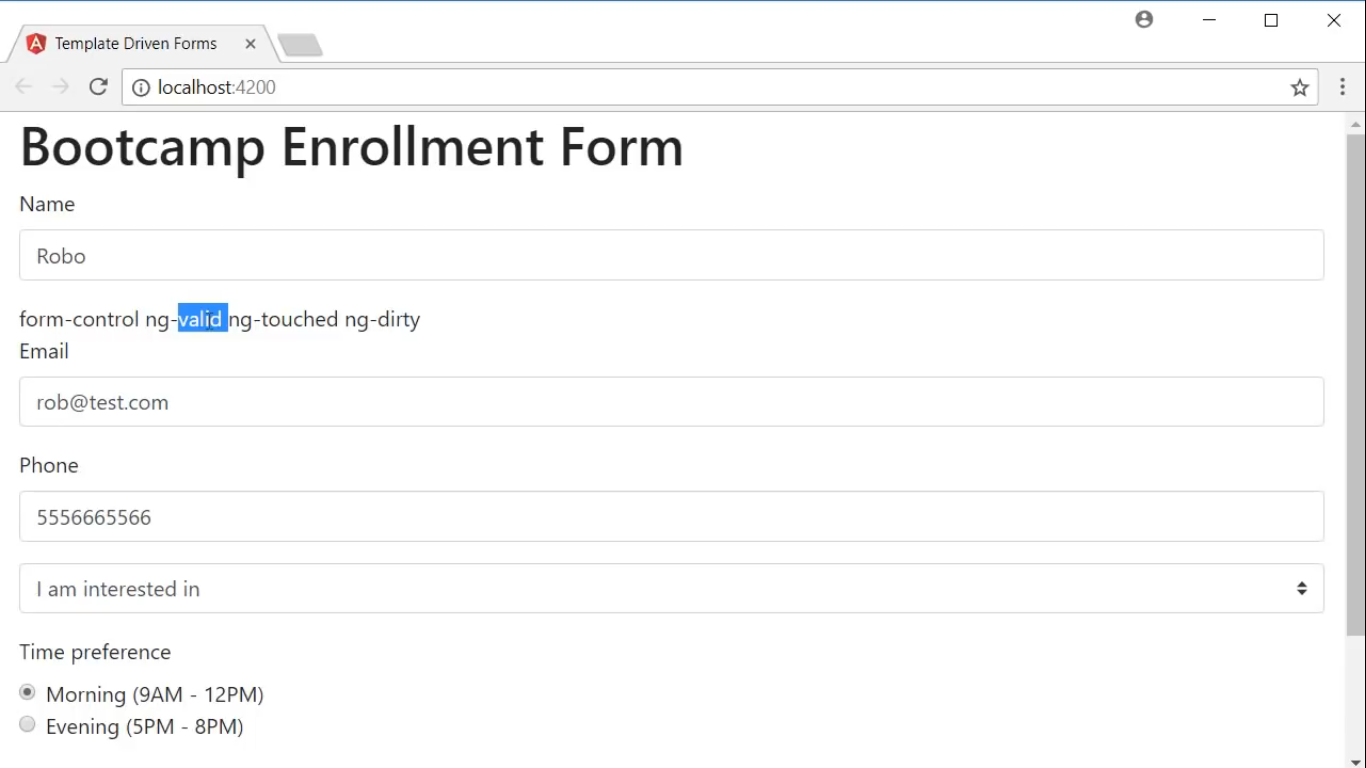 Template Driven Forms
localhost:4200
Bootcamp Enrollment Form
Name
Robo
form-control ng-valid ng-touched ng-dirty
Email
rob@test.com
Phone
5556665566
I am interested in
Time preference
Morning (9AM - 12PM)
Evening (5PM - 8PM)